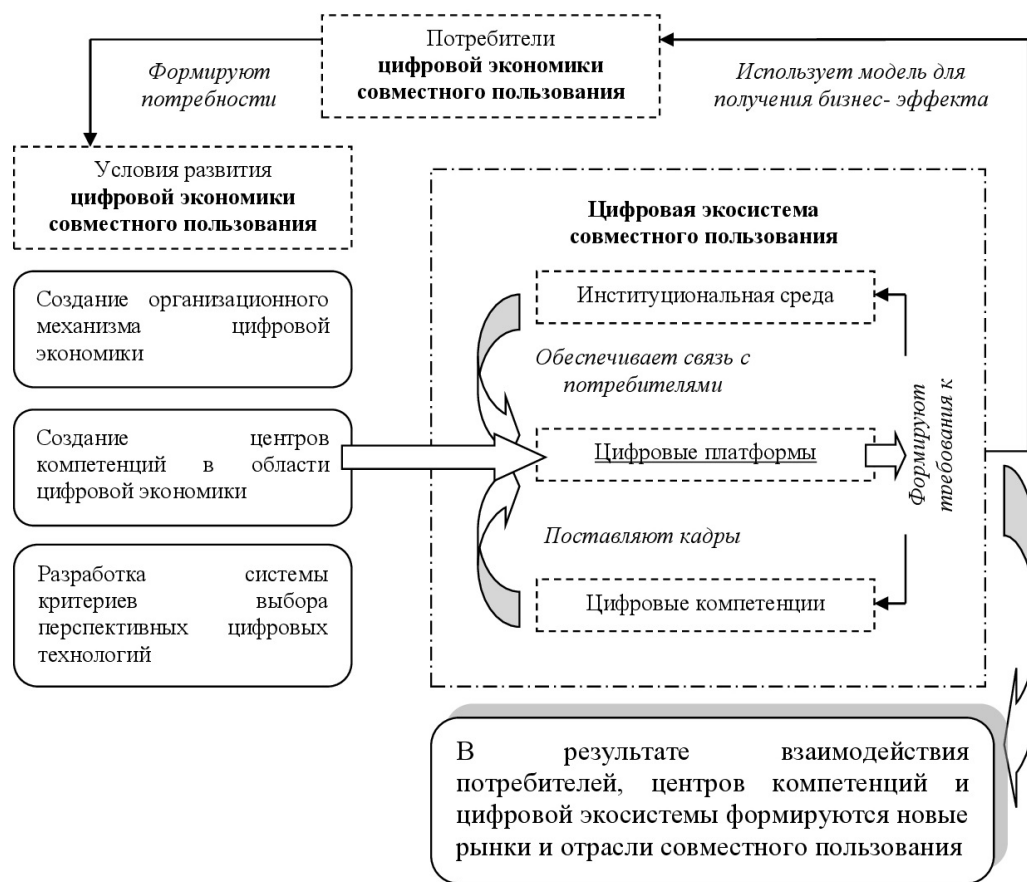 Потребители
цифровой экономики
совместного пользования
Формируют
потребности
Использует модель для
получения бизнес- эффекта
Условия развития
цифровой экономики
совместного пользования
Цифровая экосистема
совместного пользования
Создание организационного
механизма цифровой
экономики
Институциональная среда
Обеспечивает связь с
потребителями
Создание центров
компетенций в области
цифровой экономики
Цифровые платформы
Формируют
требования к
Поставляют кадры
Разработка системы
критериев выбора
перспективных цифровых
технологий
Цифровые компетенции
В результате взаимодействия
потребителей, центров компетенций и
цифровой экосистемы формируются новые
рынки и отрасли совместного пользования